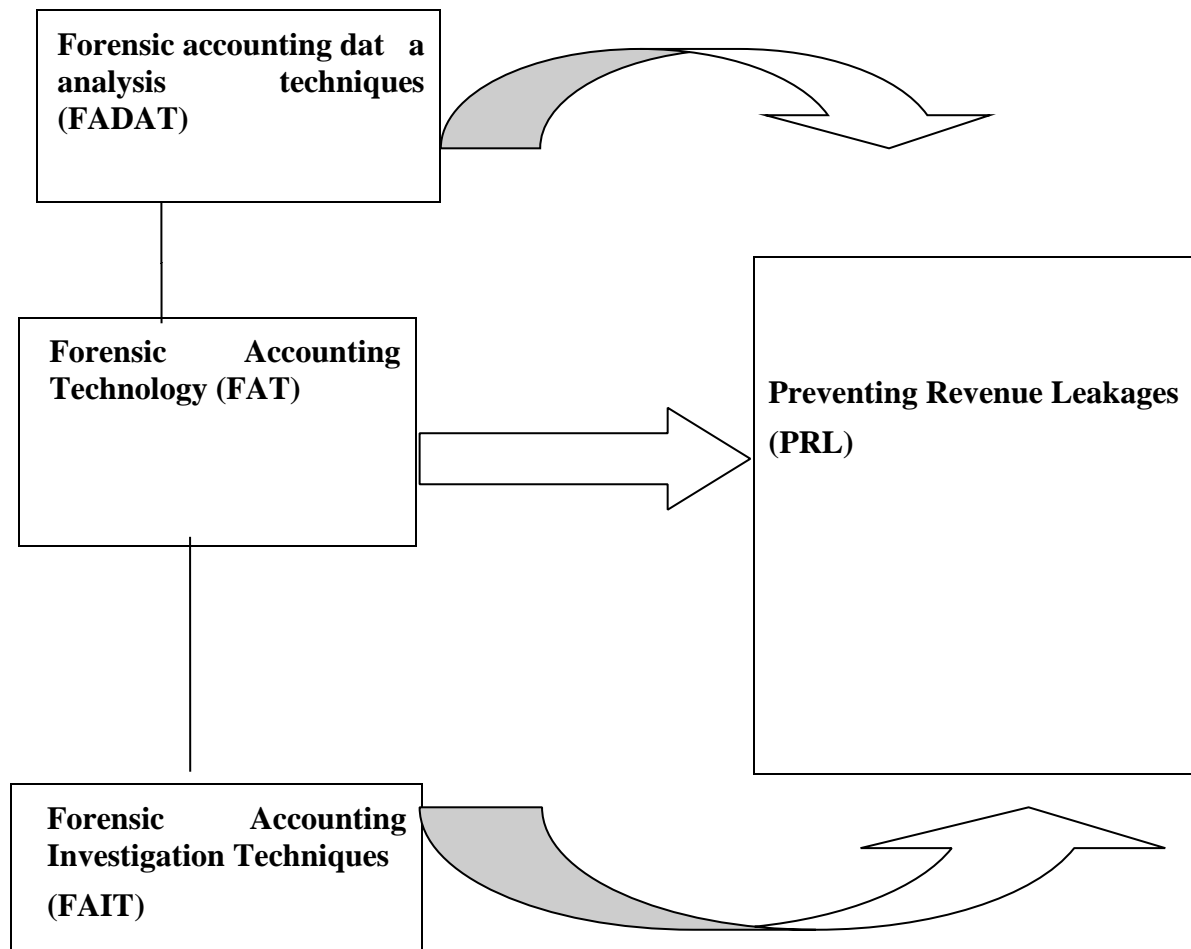 Forensic accounting dat a
analysis techniques
(FADAT)
Forensic Accounting
Technology (FAT)
Preventing Revenue Leakages
(PRL)
Forensic Accounting
Investigation Techniques
(FAIT)